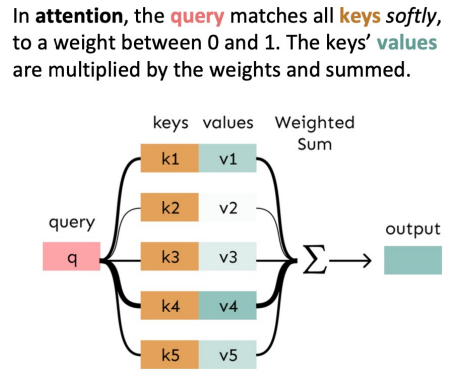 In attention, the query matches all keys softly,
to a weight between 0 and 1. The keys’ values
are multiplied by the weights and summed.
keys values Weighted
Sum
k1 v1
k2 v2
query
q
k3 v3
k4 v4
k5 v5
Σ
output